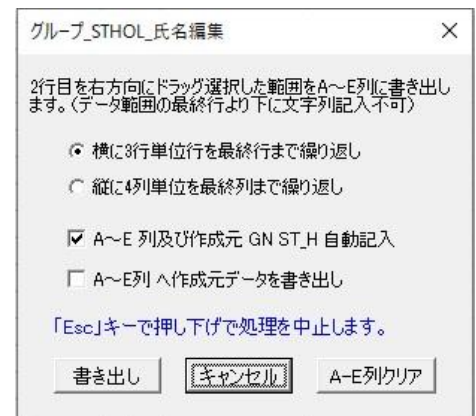 グループ_STHOL_氏名編集
2行目を右方向にドラッグ選択した範囲をA～E列に書き出し
ます。(データ範囲の最終行より下に文字列記入不可)
横に3行単位行を最終行まで繰り返し
縦に4列単位を最終列まで繰り返し
A～E 列及び作成元 GN ST_H 自動記入
A～E列 へ作成元データを書き出し
「Esc」キーで押し下げで処理を中止します。
書き出し キャンセル A-E列クリア